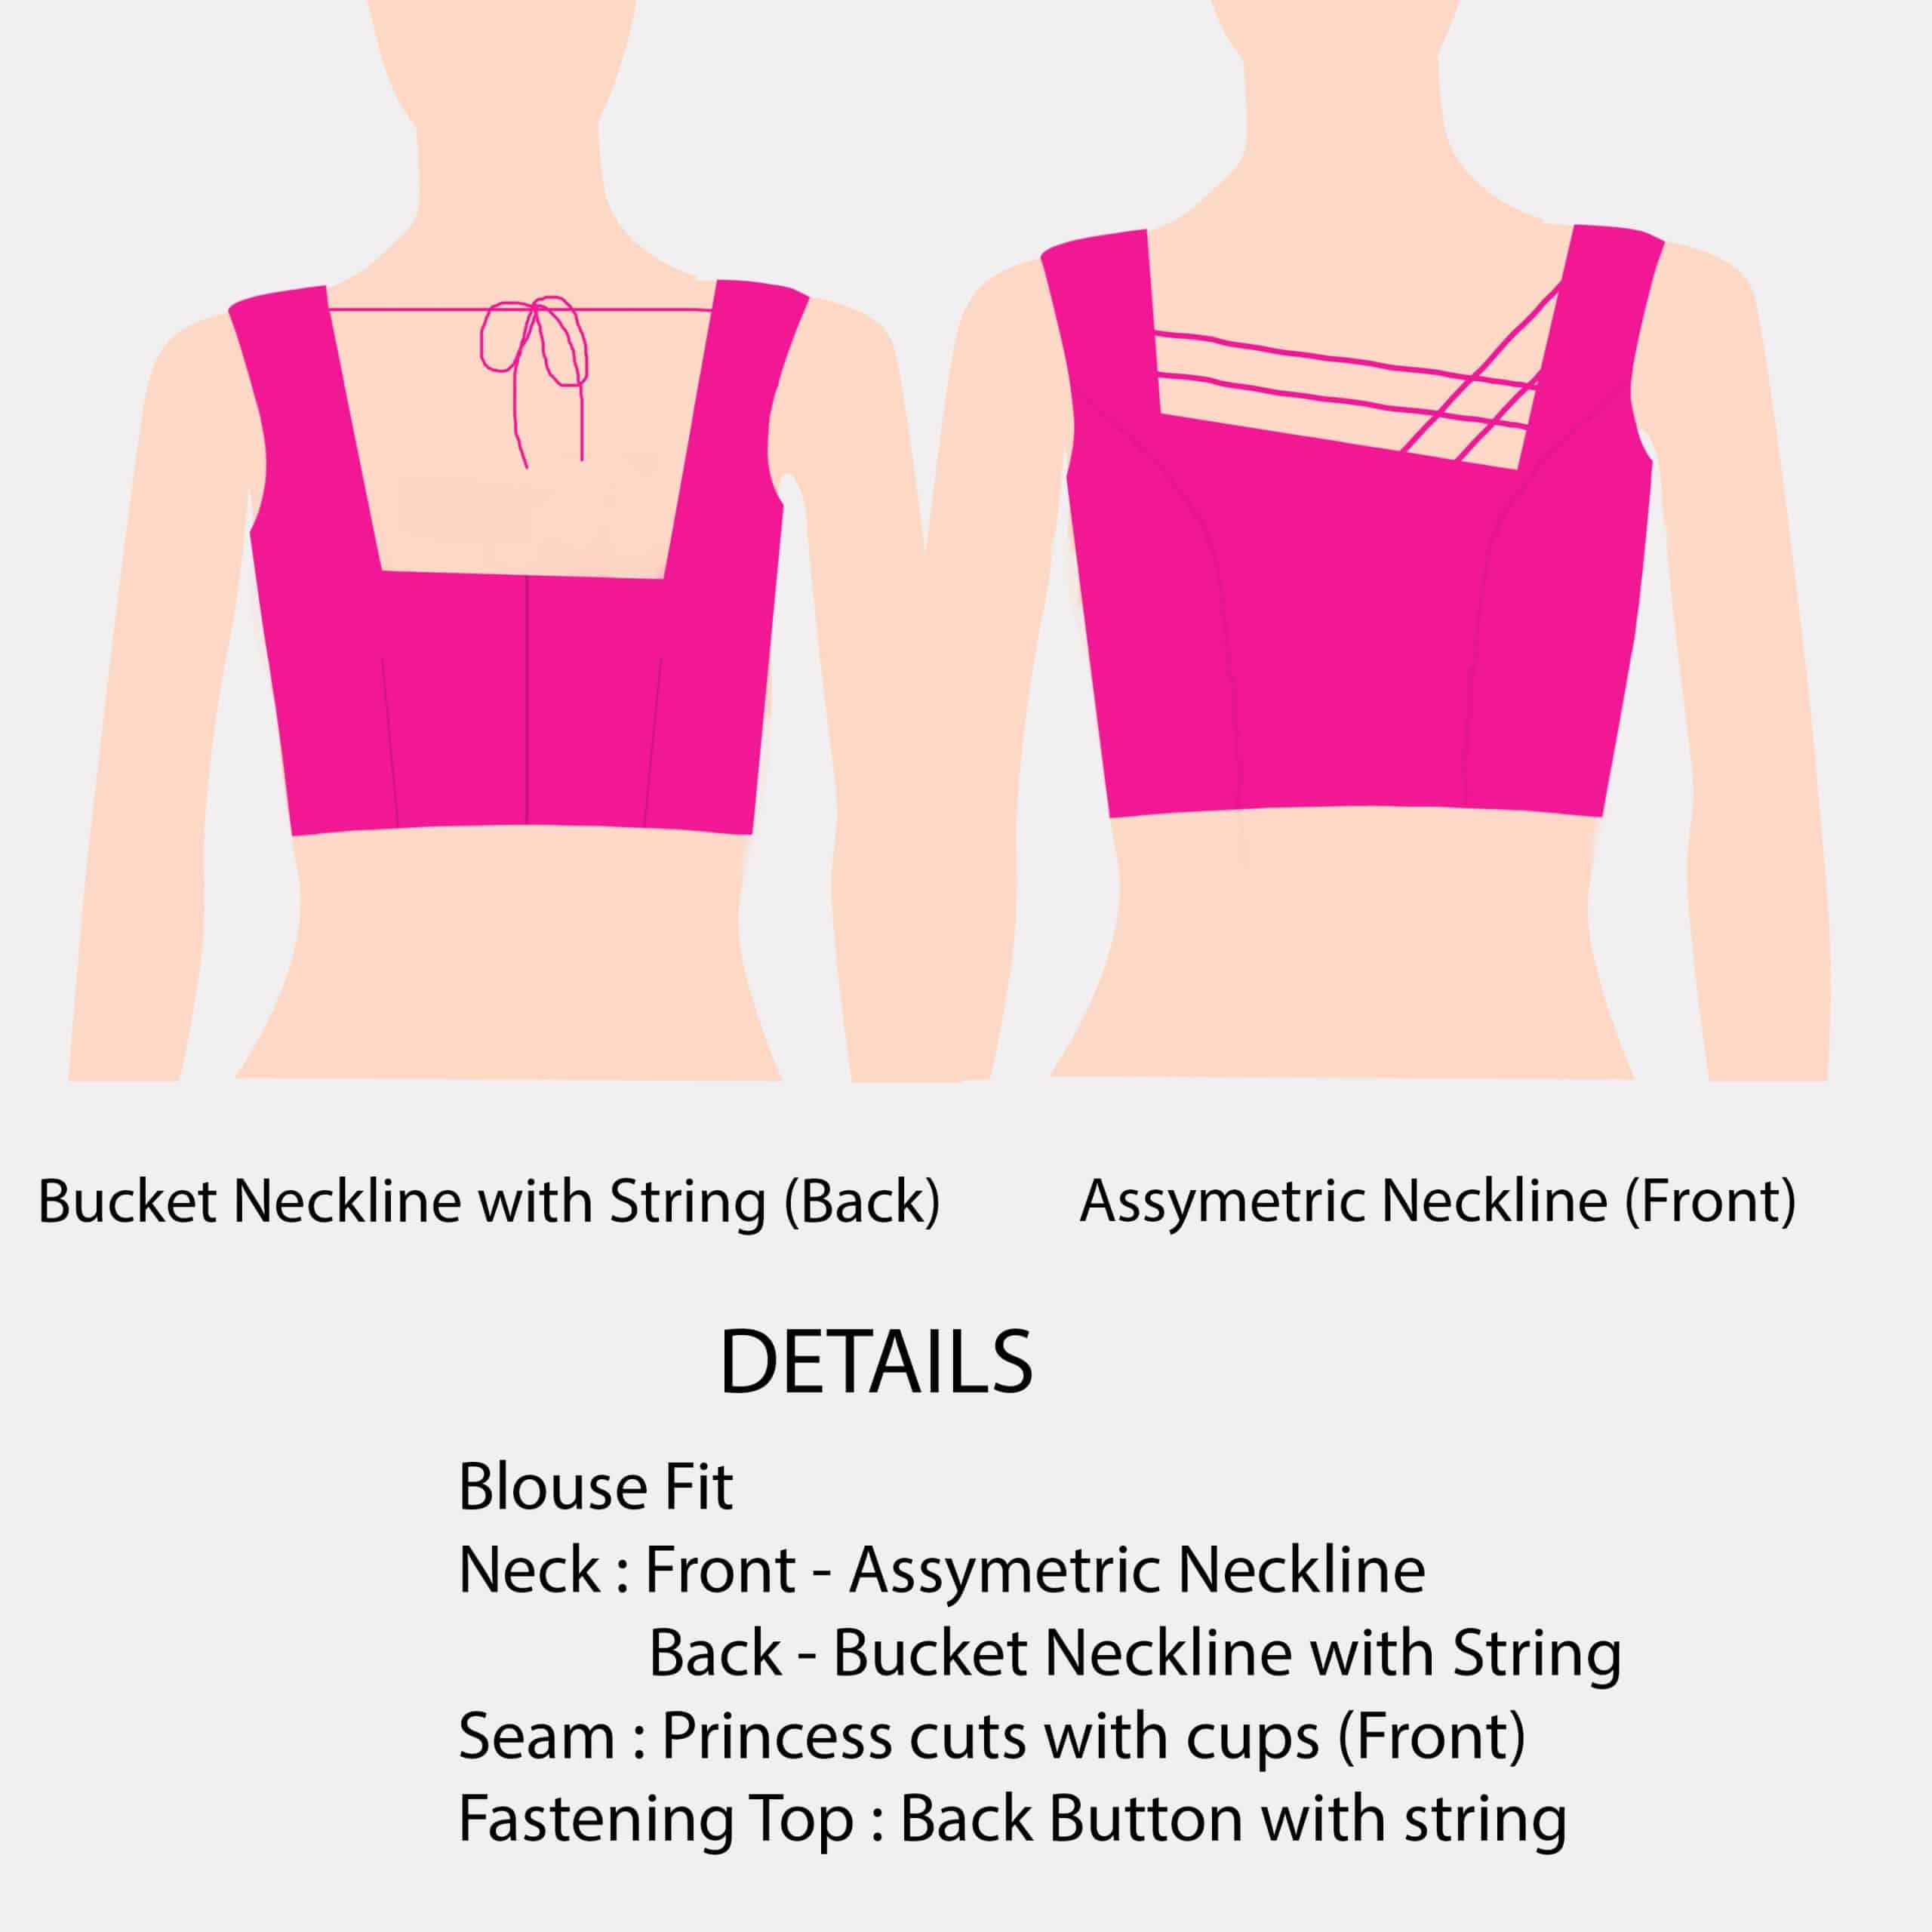 Bucket Neckline with String (Back)
Assymetric Neckline (Front)
DETAILS
Blouse Fit
Neck : Front - Assymetric Neckline
Back - Bucket Neckline with String
Seam : Princess cuts with cups (Front)
Fastening Top : Back Button with string